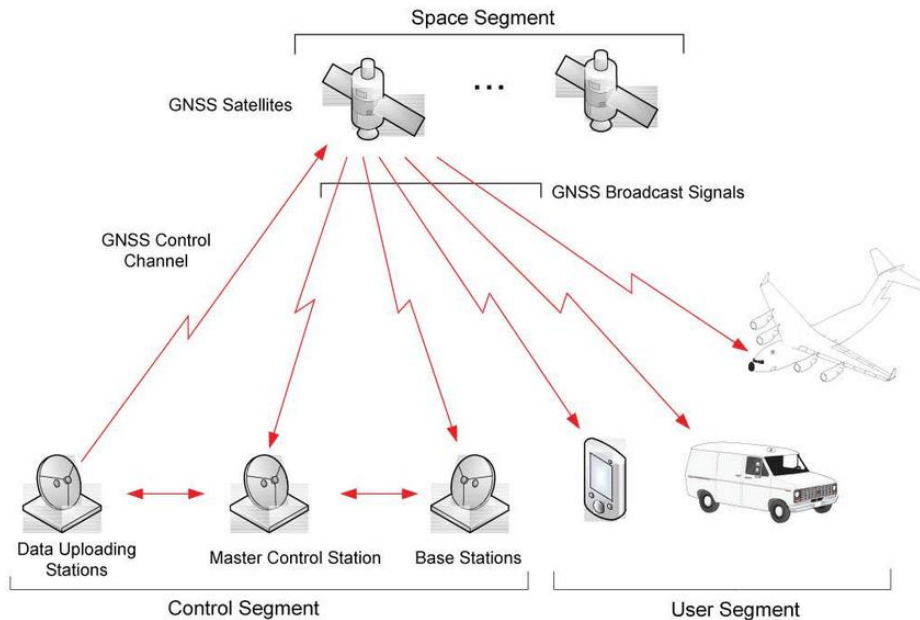 Space Segment
GNSS Satellites
...
GNSS Broadcast Signals
GNSS Control
Channel
Data Uploading
Stations
Master Control Station
Base Stations
Control Segment
User Segment